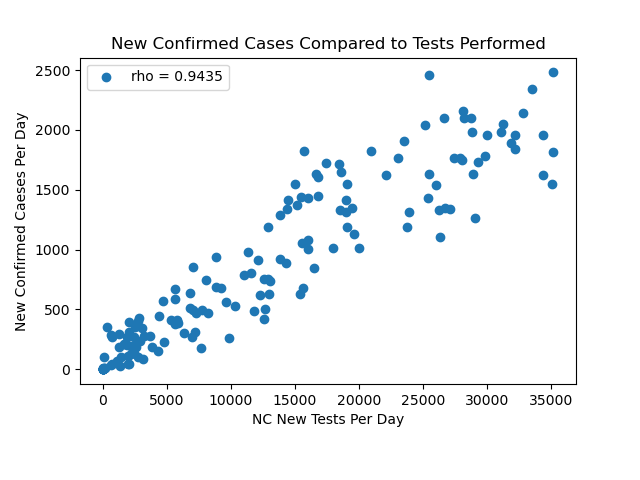 New Confirmed Cases Compared to Tests Performed
rho = 0.9435
New Confirmed Caeses Per Day
2500
2000
1500
1000
500
0
0 5000 10000 15000 20000 25000 30000 35000
NC New Tests Per Day